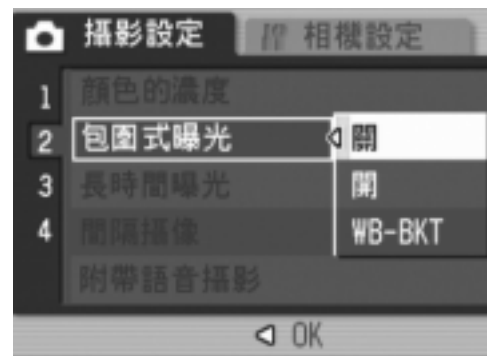 攝影設定 相機設定
1 顏色的濃度
2 包圍式曝光 開
3 長時間曝光 開
4 間隔攝像 WB-BKT
附帶語音攝影
OK